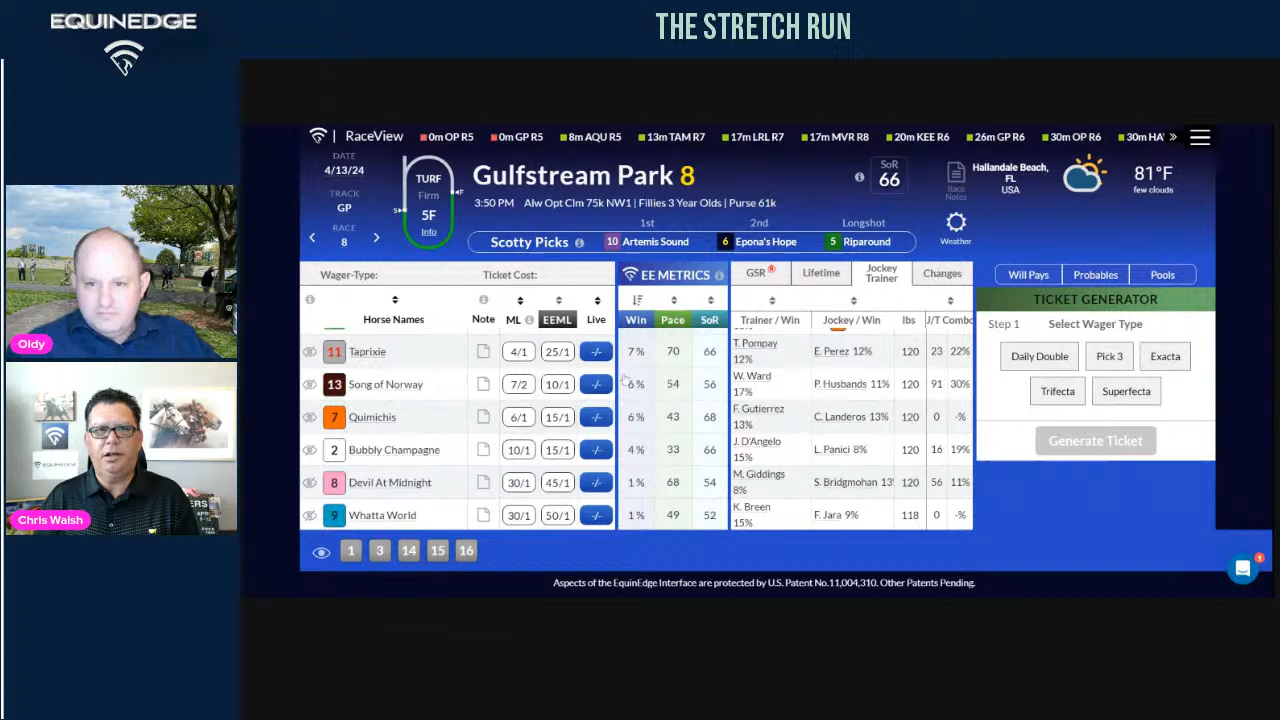 EQUINEDGE
THE STRETCH RUN
RaceView 0m OP R5 0m GP R5 8m AQU R5 13m TAM R7 17m LRL R7 17m MVR R8 20m KEE R6 26m GP R6 30m OP R6 30m HA
DATE
4/13/24
TRACK
GP
RACE
8
TURF
Firm
5F
Info
Gulfstream Park 8
3:50 PM Alw Opt Clm 75k NW1 | Fillies 3 Year Olds | Purse 61k
SoR
66
Race Notes
Hallandale Beach, FL
USA
81°F
few clouds
Weather
1st 2nd Longshot
Scotty Picks 10 Artemis Sound 6 Epona's Hope 5 Riparound
Wager-Type: Ticket Cost:
EE METRICS GSR Lifetime Jockey Trainer Changes
Horse Names Note ML EEML Live Win Pace SoR Trainer / Win Jockey / Win lbs J/T Combo
11 Taprixie 4/1 25/1 -/- 7% 70 66 T. Pompay 12% E. Perez 12% 120 23 22%
13 Song of Norway 7/2 10/1 -/- 6% 54 56 W. Ward 17% P. Husbands 11% 120 91 30%
7 Quimichis 6/1 15/1 -/- 6% 43 68 F. Gutierrez 13% C. Landeros 13% 120 0 -%
2 Bubbly Champagne 10/1 15/1 -/- 4% 33 66 J. D'Angelo 15% L. Panici 8% 120 16 19%
8 Devil At Midnight 30/1 45/1 -/- 1% 68 54 M. Giddings 8% S. Bridgmohan 13 120 56 11%
9 Whatta World 30/1 50/1 -/- 1% 49 52 K. Breen 15% F. Jara 9% 118 0 -%
1 3 14 15 16
Will Pays Probables Pools
TICKET GENERATOR
Step 1 Select Wager Type
Daily Double Pick 3 Exacta
Trifecta Superfecta
Generate Ticket
Aspects of the EquinEdge Interface are protected by U.S. Patent No.11,004,310. Other Patents Pending.
1
Oldy
EQUINEDGE
Chris Walsh